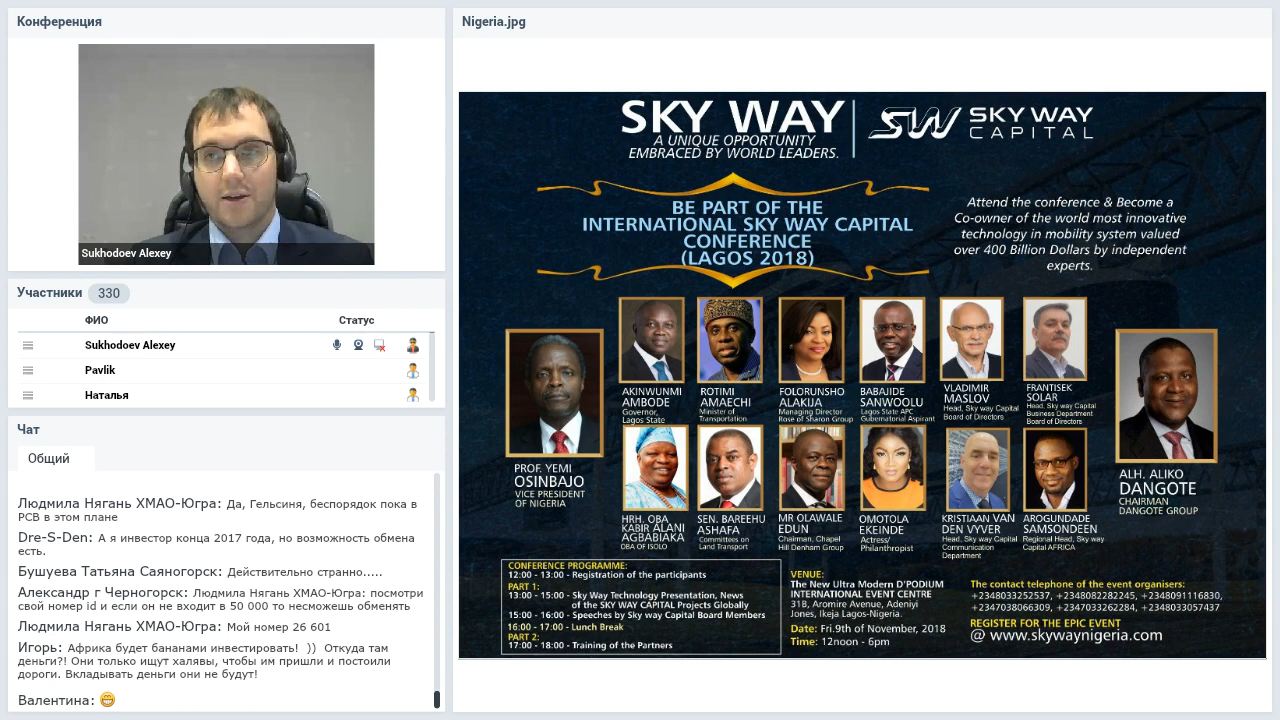 Конференция
Sukhodoev Alexey
Участники 330
ФИО Статус
Sukhodoev Alexey
Pavlik
Наталья
Чат
Общий
Людмила Нягань ХМАО-Югра: Да, Гельсиня, беспорядок пока в
РСВ в этом плане
Dre-S-Den: А я инвестор конца 2017 года, но возможность обмена
есть.
Бушуева Татьяна Саяногорск: Действительно странно.....
Александр г Черногорск: Людмила Нягань ХМАО-Югра: посмотри
свой номер id и если он не входит в 50 000 то несможешь обменять
Людмила Нягань ХМАО-Югра: Мой номер 26 601
Игорь: Африка будет бананами инвестировать! )) Откуда там
деньги?! Они только ищут халявы, чтобы им пришли и постоили
дороги. Вкладывать деньги они не будут!
Валентина:
Nigeria.jpg
SKY WAY
A UNIQUE OPPORTUNITY
EMBRACED BY WORLD LEADERS.
SW SKY WAY
CAPITAL
BE PART OF THE
INTERNATIONAL SKY WAY CAPITAL
CONFERENCE
(LAGOS 2018)
Attend the conference & Become a
Co-owner of the world most innovative
technology in mobility system valued
over 400 Billion Dollars by independent
experts.
PROF. YEMI
OSINBAJO
VICE PRESIDENT
OF NIGERIA
AKINWUNMI
AMBODE
Governor,
Lagos State
ROTIMI
AMAECHI
Minister of
Transportation
FOLORUNSHO
ALAKIJA
Managing Director
Rose of Sharon Group
BABAJIDE
SANWOOLU
Lagos State APC
Gubernatorial Aspirant
VLADIMIR
MASLOV
Head, Sky way Capital
Board of Directors
FRANTISEK
SOLAR
Head, Sky way Capital
Business Department
Board of Directors
ALH. ALIKO
DANGOTE
CHAIRMAN
DANGOTE GROUP
HRH. OBA
KABIR ALANI
AGBABIAKA
OBA OF ISOLO
SEN. BAREEHU
ASHAFA
Committees on
Land Transport
MR OLAWALE
EDUN
Chairman, Chapel
Hill Denham Group
OMOTOLA
EKEINDE
Actress/
Philanthropist
KRISTIAAN VAN
DEN VYVER
Head, Sky way Capital
Communication
Department
AROGUNDADE
SAMSONDEEN
Regional Head, Sky way
Capital AFRICA
CONFERENCE PROGRAMME:
12:00 - 13:00 - Registration of the participants
PART 1:
13:00 - 15:00 - Sky Way Technology Presentation, News
of the SKY WAY CAPITAL Projects Globally
15:00 - 16:00 - Speeches by Sky way Capital Board Members
16:00 - 17:00 - Lunch Break
PART 2:
17:00 - 18:00 - Training of the Partners
VENUE:
The New Ultra Modern D'PODIUM
INTERNATIONAL EVENT CENTRE
31B, Aromire Avenue, Adeniyi
Jones, Ikeja Lagos-Nigeria.
Date: Fri.9th of November, 2018
Time: 12noon - 6pm
The contact telephone of the event organisers:
+2348033252537, +2348082282245, +2348091116830,
+2347038066309, +2347033262284, +2348033057437
REGISTER FOR THE EPIC EVENT
@ www.skywaynigeria.com